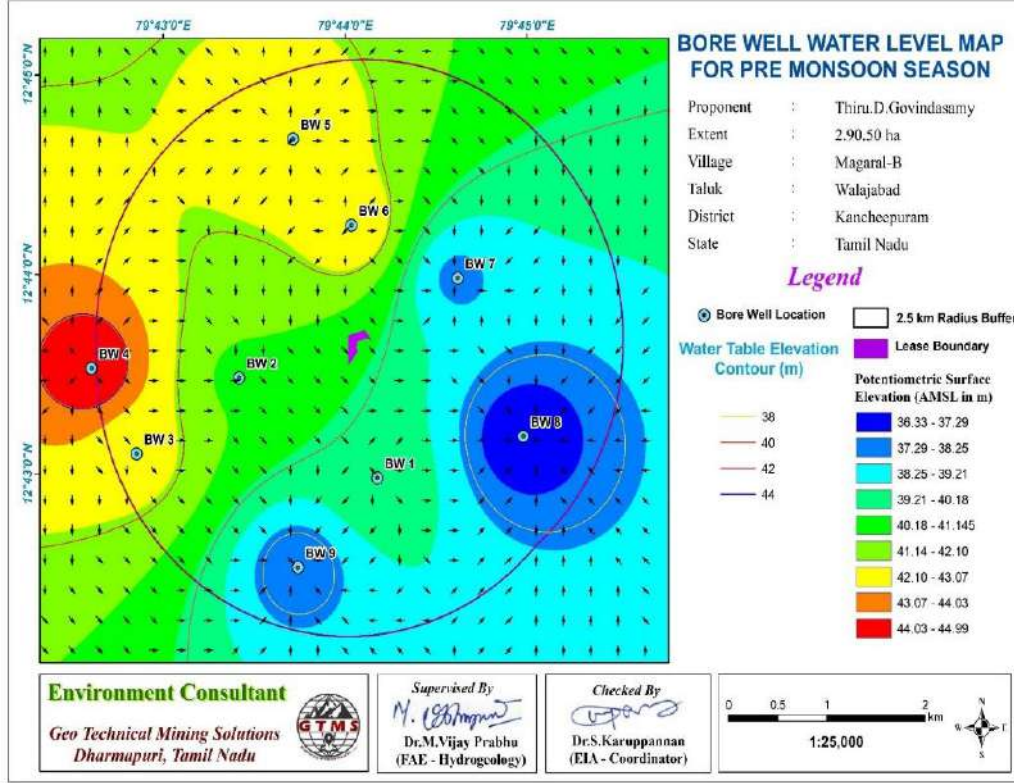 79°43'0"E
79°44'0"E
79°45'0"E
12°45'0"N
12°44'0"N
12°43'0"N
BW 5
BW 6
BW 7
BW 4
BW 2
BW 8
BW 3
BW 1
BW 9
BORE WELL WATER LEVEL MAP
FOR PRE MONSOON SEASON
Proponent : Thiru.D.Govindasamy
Extent : 2.90.50 ha
Village : Magaral-B
Taluk : Walajabad
District : Kancheepuram
State : Tamil Nadu
Legend
Bore Well Location
2.5 km Radius Buffer
Lease Boundary
Water Table Elevation
Contour (m)
38
40
42
44
Potentiometric Surface
Elevation (AMSL in m)
36.33 - 37.29
37.29 - 38.25
38.25 - 39.21
39.21 - 40.18
40.18 - 41.145
41.14 - 42.10
42.10 - 43.07
43.07 - 44.03
44.03 - 44.99
Environment Consultant
Geo Technical Mining Solutions
Dharmapuri, Tamil Nadu
GTMS
Supervised By
Dr.M.Vijay Prabhu
(FAE - Hydrogeology)
Checked By
Dr.S.Karuppannan
(EIA - Coordinator)
0 0.5 1 2
km
1:25,000
N
W E
S